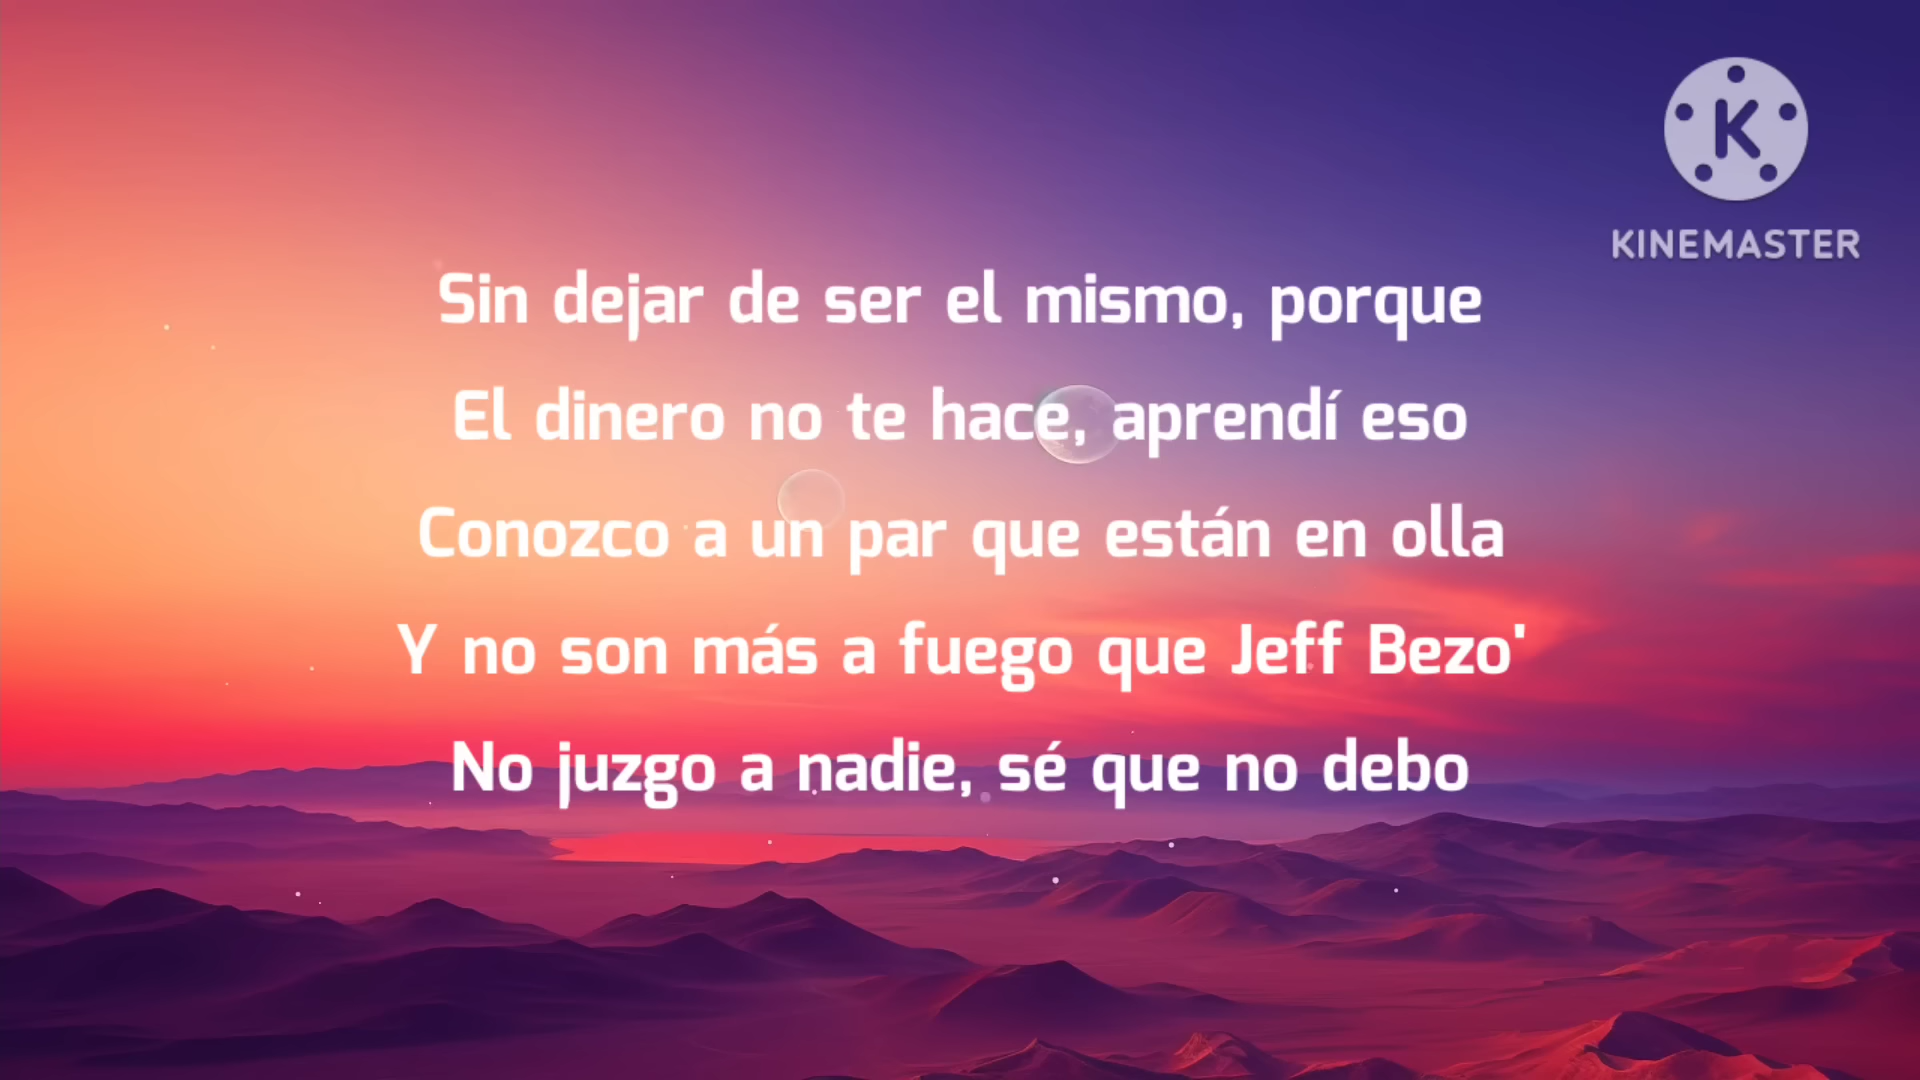 K
KINEMASTER
Sin dejar de ser el mismo, porque
El dinero no te hace, aprendí eso
Conozco a un par que están en olla
Y no son más a fuego que Jeff Bezo'
No juzgo a nadie, sé que no debo